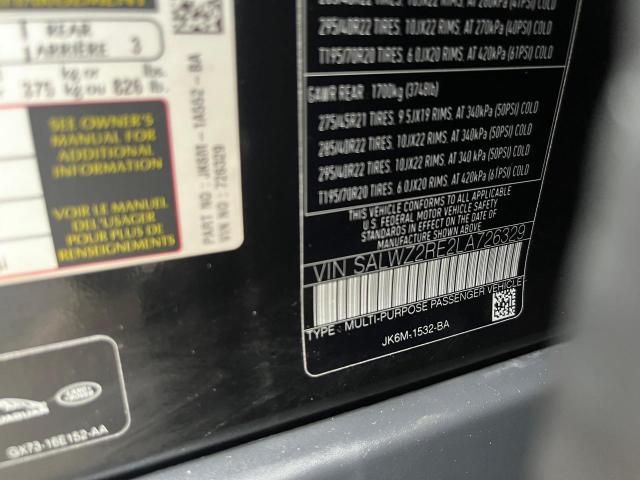 REAR
ARRIÈRE 3
kg or lbs.
375 kg ou 826 lb.
SEE OWNER'S
MANUAL FOR
ADDITIONAL
INFORMATION
VOIR LE MANUEL
DE L'USAGER
POUR PLUS DE
RENSEIGNEMENTS
VIN NO : 726329
295/40R22 TIRES. 10JX22 RIMS. AT 270kPa (40PSI) COLD
T195/70R20 TIRES. 6 0JX20 RIMS. AT 420kPa (61PSI) COLD
GAWR REAR: 1700kg (3748lb)
275/45R21 TIRES. 9 5JX19 RIMS. AT 340kPa (50PSI) COLD
285/40R22 TIRES. 10JX22 RIMS. AT 340kPa (50PSI) COLD
295/40R22 TIRES. 10JX22 RIMS. AT 340 kPa (50PSI) COLD
T195/70R20 TIRES. 6 0JX20 RIMS. AT 420kPa (61PSI) COLD
THIS VEHICLE CONFORMS TO ALL APPLICABLE
U.S. FEDERAL MOTOR VEHICLE SAFETY
STANDARDS IN EFFECT ON THE DATE OF
MANUFACTURE SHOWN ABOVE.
VIN SALWZ2RE2LA726329
TYPE : MULTI-PURPOSE PASSENGER VEHICLE
JK6M-1532-BA
JAGUAR
GX73-16E152-AA